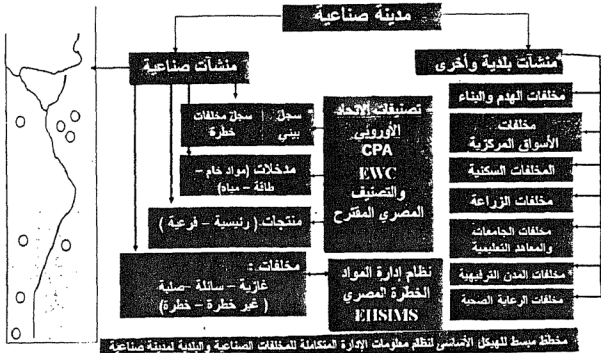 مدينة صناعية
منشآت بلدية وأخرى
مخلفات الهدم والبناء
مخلفات
الأسواق المركزية
المخلفات السكنية
مخلفات الزراعة
مخلفات الجامعات
والمعاهد التعليمية
مخلفات المدن الترفيهية
مخلفات الرعاية الصحية
منشآت صناعية
سجل بيئي
سجل مخلفات
خطرة
مدخلات (مواد خام –
طاقة – مياه)
منتجات ( رئيسية – فرعية )
مخلفات :
غازية – سائلة – صلبة
( غير خطرة – خطرة )
تصنيفات الإتحاد
الأوروبي
CPA
EWC
والتصنيف
المصري المقترح
نظام إدارة المواد
الخطرة المصري
EHSIMS
مخطط مبسط للهيكل الأساسى لنظام معلومات الإدارة المتكاملة للمخلفات الصناعية والبلدية لمدينة صناعية